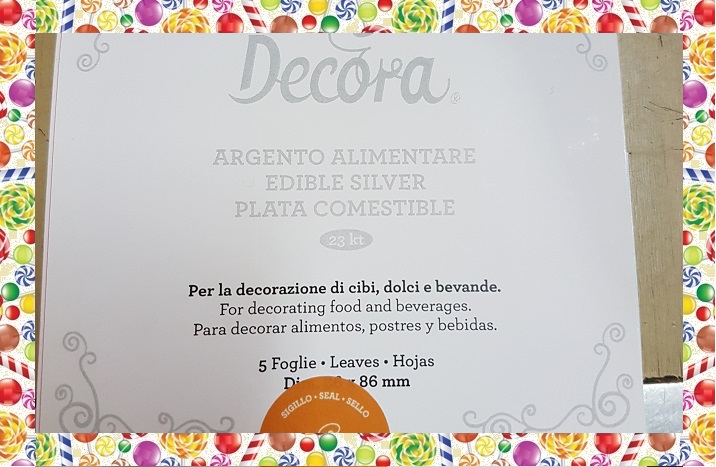 Decora®
ARGENTO ALIMENTARE
EDIBLE SILVER
PLATA COMESTIBLE
23 kt
Per la decorazione di cibi, dolci e bevande.
For decorating food and beverages.
Para decorar alimentos, postres y bebidas.
5 Foglie • Leaves • Hojas
86 mm
SIGILLO • SEAL • SELLO